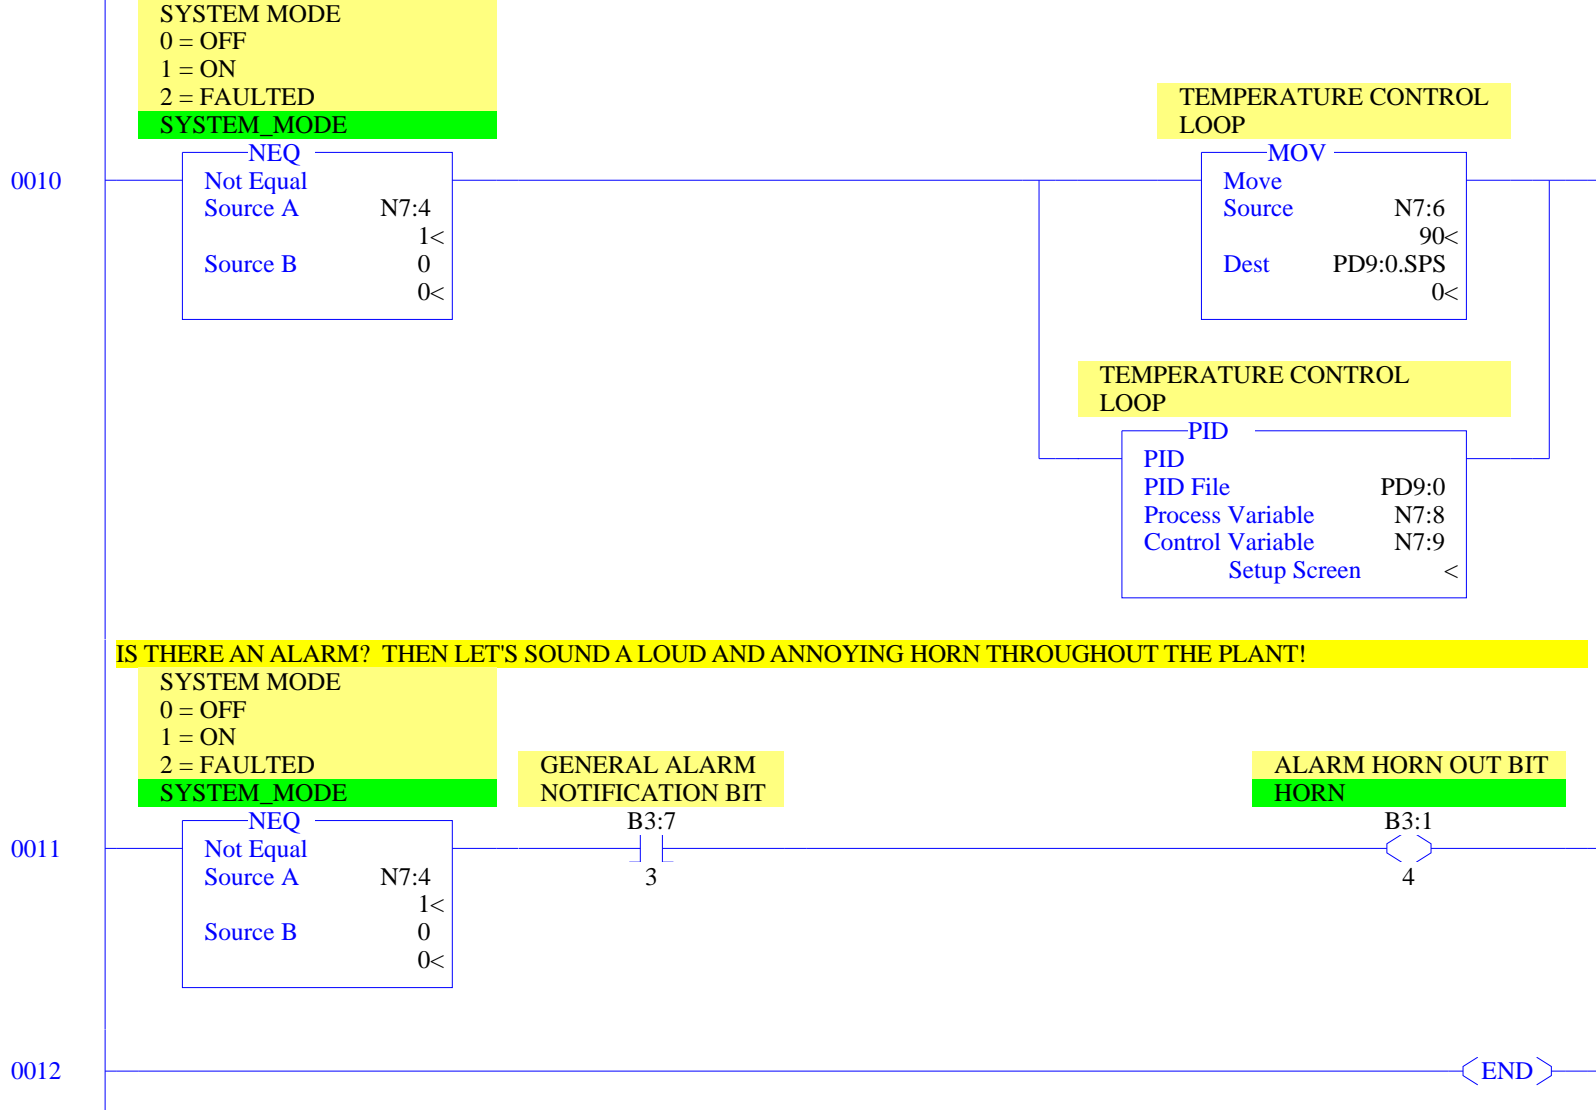 SYSTEM MODE
0 = OFF
1 = ON
2 = FAULTED
SYSTEM_MODE
TEMPERATURE CONTROL
LOOP
NEQ
MOV
0010
Not Equal
Move
Source A N7:4
Source N7:6
1<
90<
Source B 0
Dest PD9:0.SPS
0<
0<
TEMPERATURE CONTROL
LOOP
PID
PID
PID File PD9:0
Process Variable N7:8
Control Variable N7:9
Setup Screen <
IS THERE AN ALARM? THEN LET'S SOUND A LOUD AND ANNOYING HORN THROUGHOUT THE PLANT!
SYSTEM MODE
0 = OFF
1 = ON
2 = FAULTED
SYSTEM_MODE
GENERAL ALARM
NOTIFICATION BIT
ALARM HORN OUT BIT
HORN
NEQ
B3:7
B3:1
0011
Not Equal
Source A N7:4
3
4
1<
Source B 0
0<
0012
END